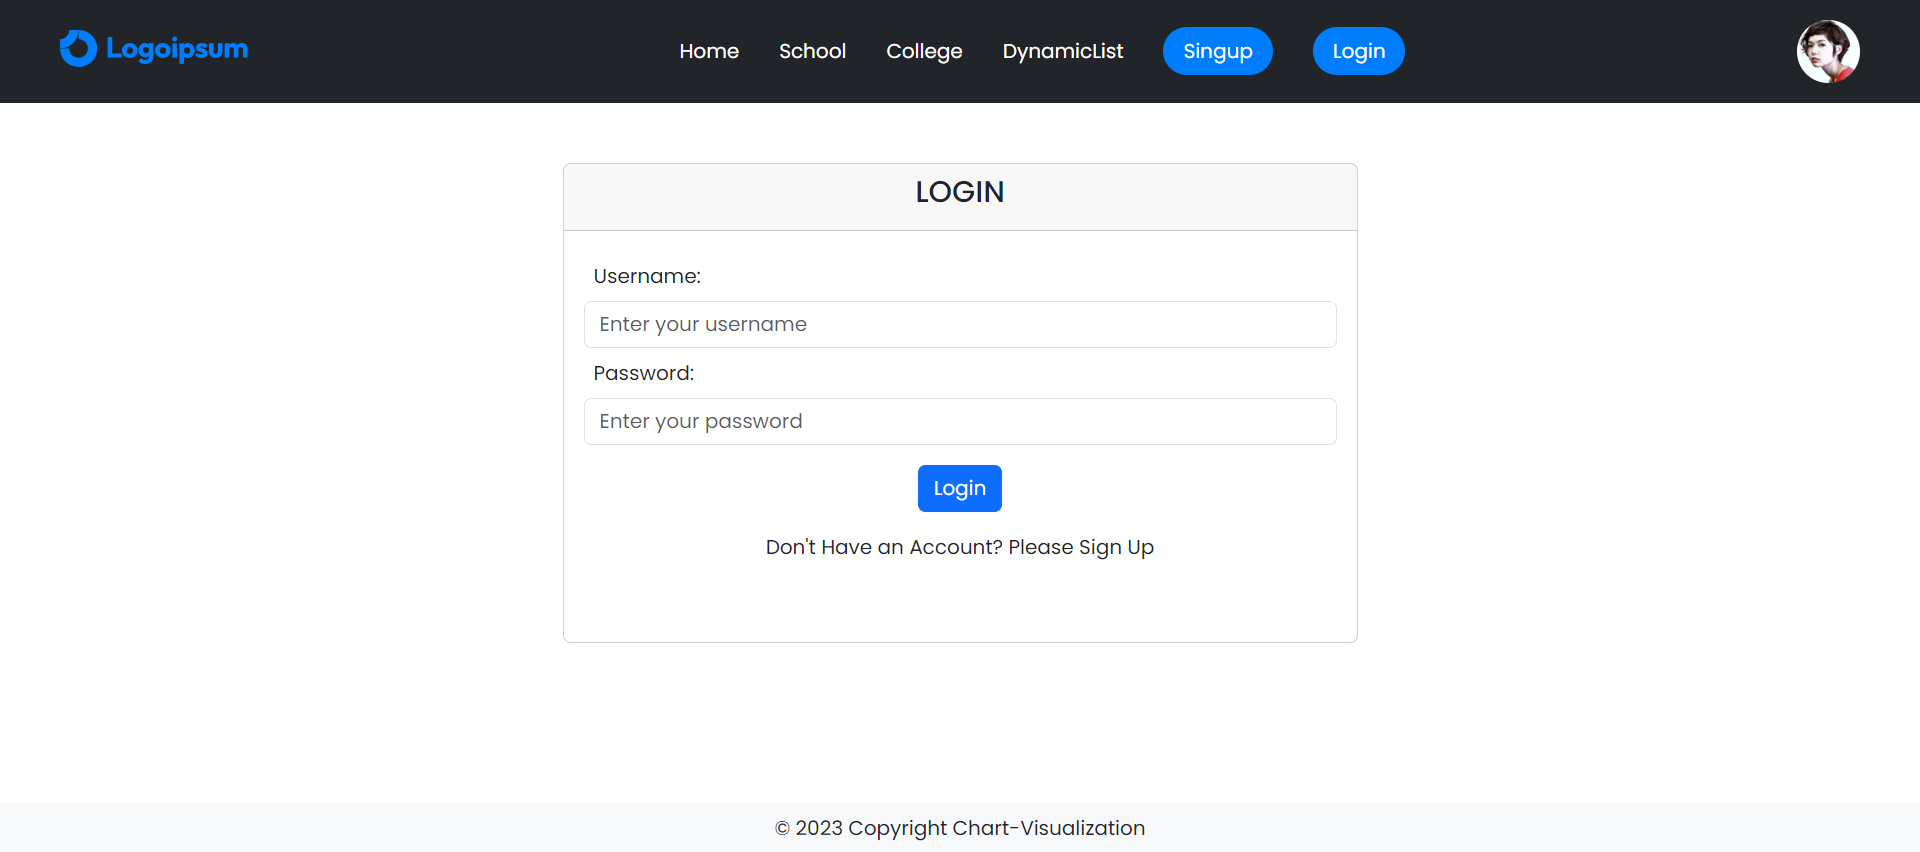 Logoipsum
Home School College DynamicList Singup Login
LOGIN
Username:
Enter your username
Password:
Enter your password
Login
Don't Have an Account? Please Sign Up
© 2023 Copyright Chart-Visualization